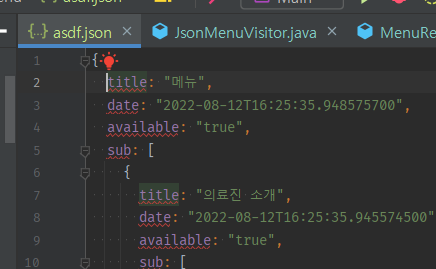 Main
asdf.json JsonMenuVisitor.java MenuRe
1 {
2 title: "메뉴",
3 date: "2022-08-12T16:25:35.948575700",
4 available: "true",
5 sub: [
6 {
7 title: "의료진 소개",
8 date: "2022-08-12T16:25:35.945574500"
9 available: "true",
10 sub: [